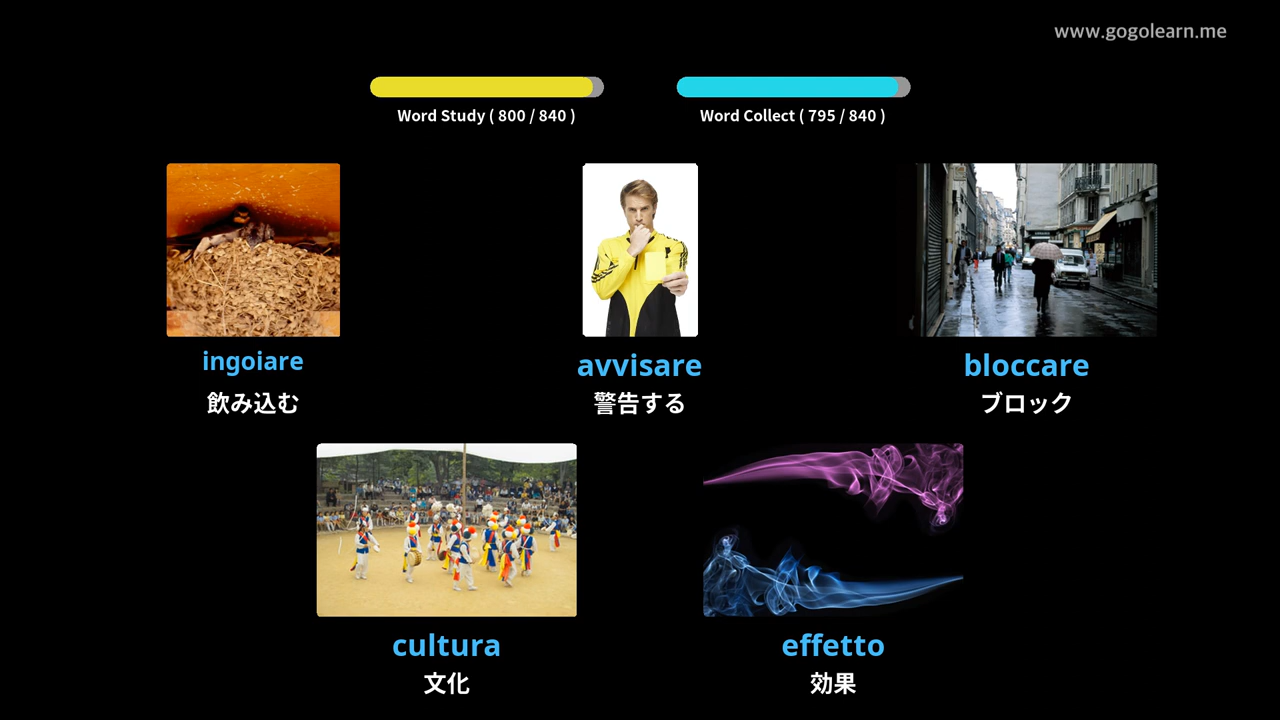 www.gogolearn.me
Word Study ( 800 / 840 )
Word Collect ( 795 / 840 )
ingoiare
飲み込む
avvisare
警告する
bloccare
ブロック
cultura
文化
effetto
効果